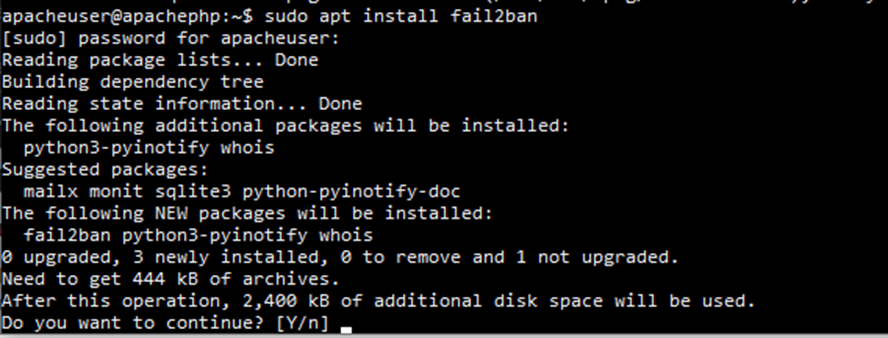 apacheuser@apachephp:~$ sudo apt install fail2ban
[sudo] password for apacheuser:
Reading package lists... Done
Building dependency tree
Reading state information... Done
The following additional packages will be installed:
  python3-pyinotify whois
Suggested packages:
  mailx monit sqlite3 python-pyinotify-doc
The following NEW packages will be installed:
  fail2ban python3-pyinotify whois
0 upgraded, 3 newly installed, 0 to remove and 1 not upgraded.
Need to get 444 kB of archives.
After this operation, 2,400 kB of additional disk space will be used.
Do you want to continue? [Y/n]